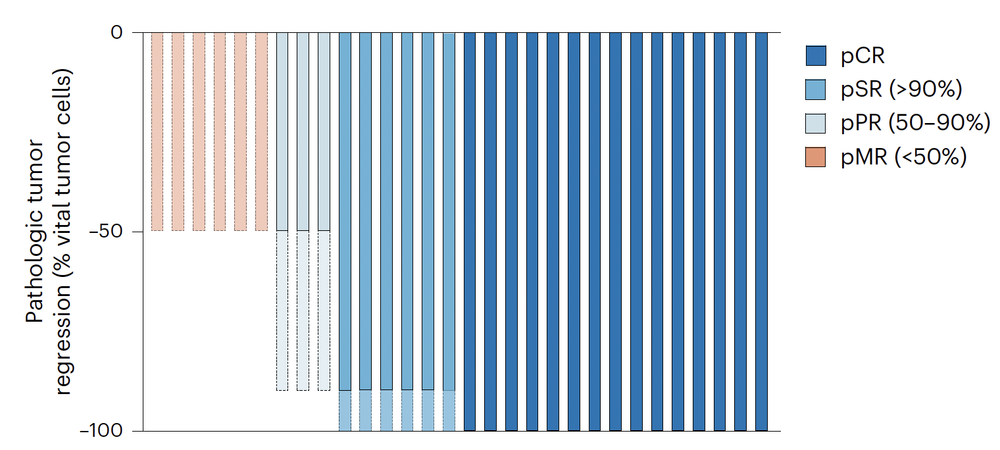 0
−50
−100
Pathologic tumor
regression (% vital tumor cells)
pCR
pSR (>90%)
pPR (50–90%)
pMR (<50%)